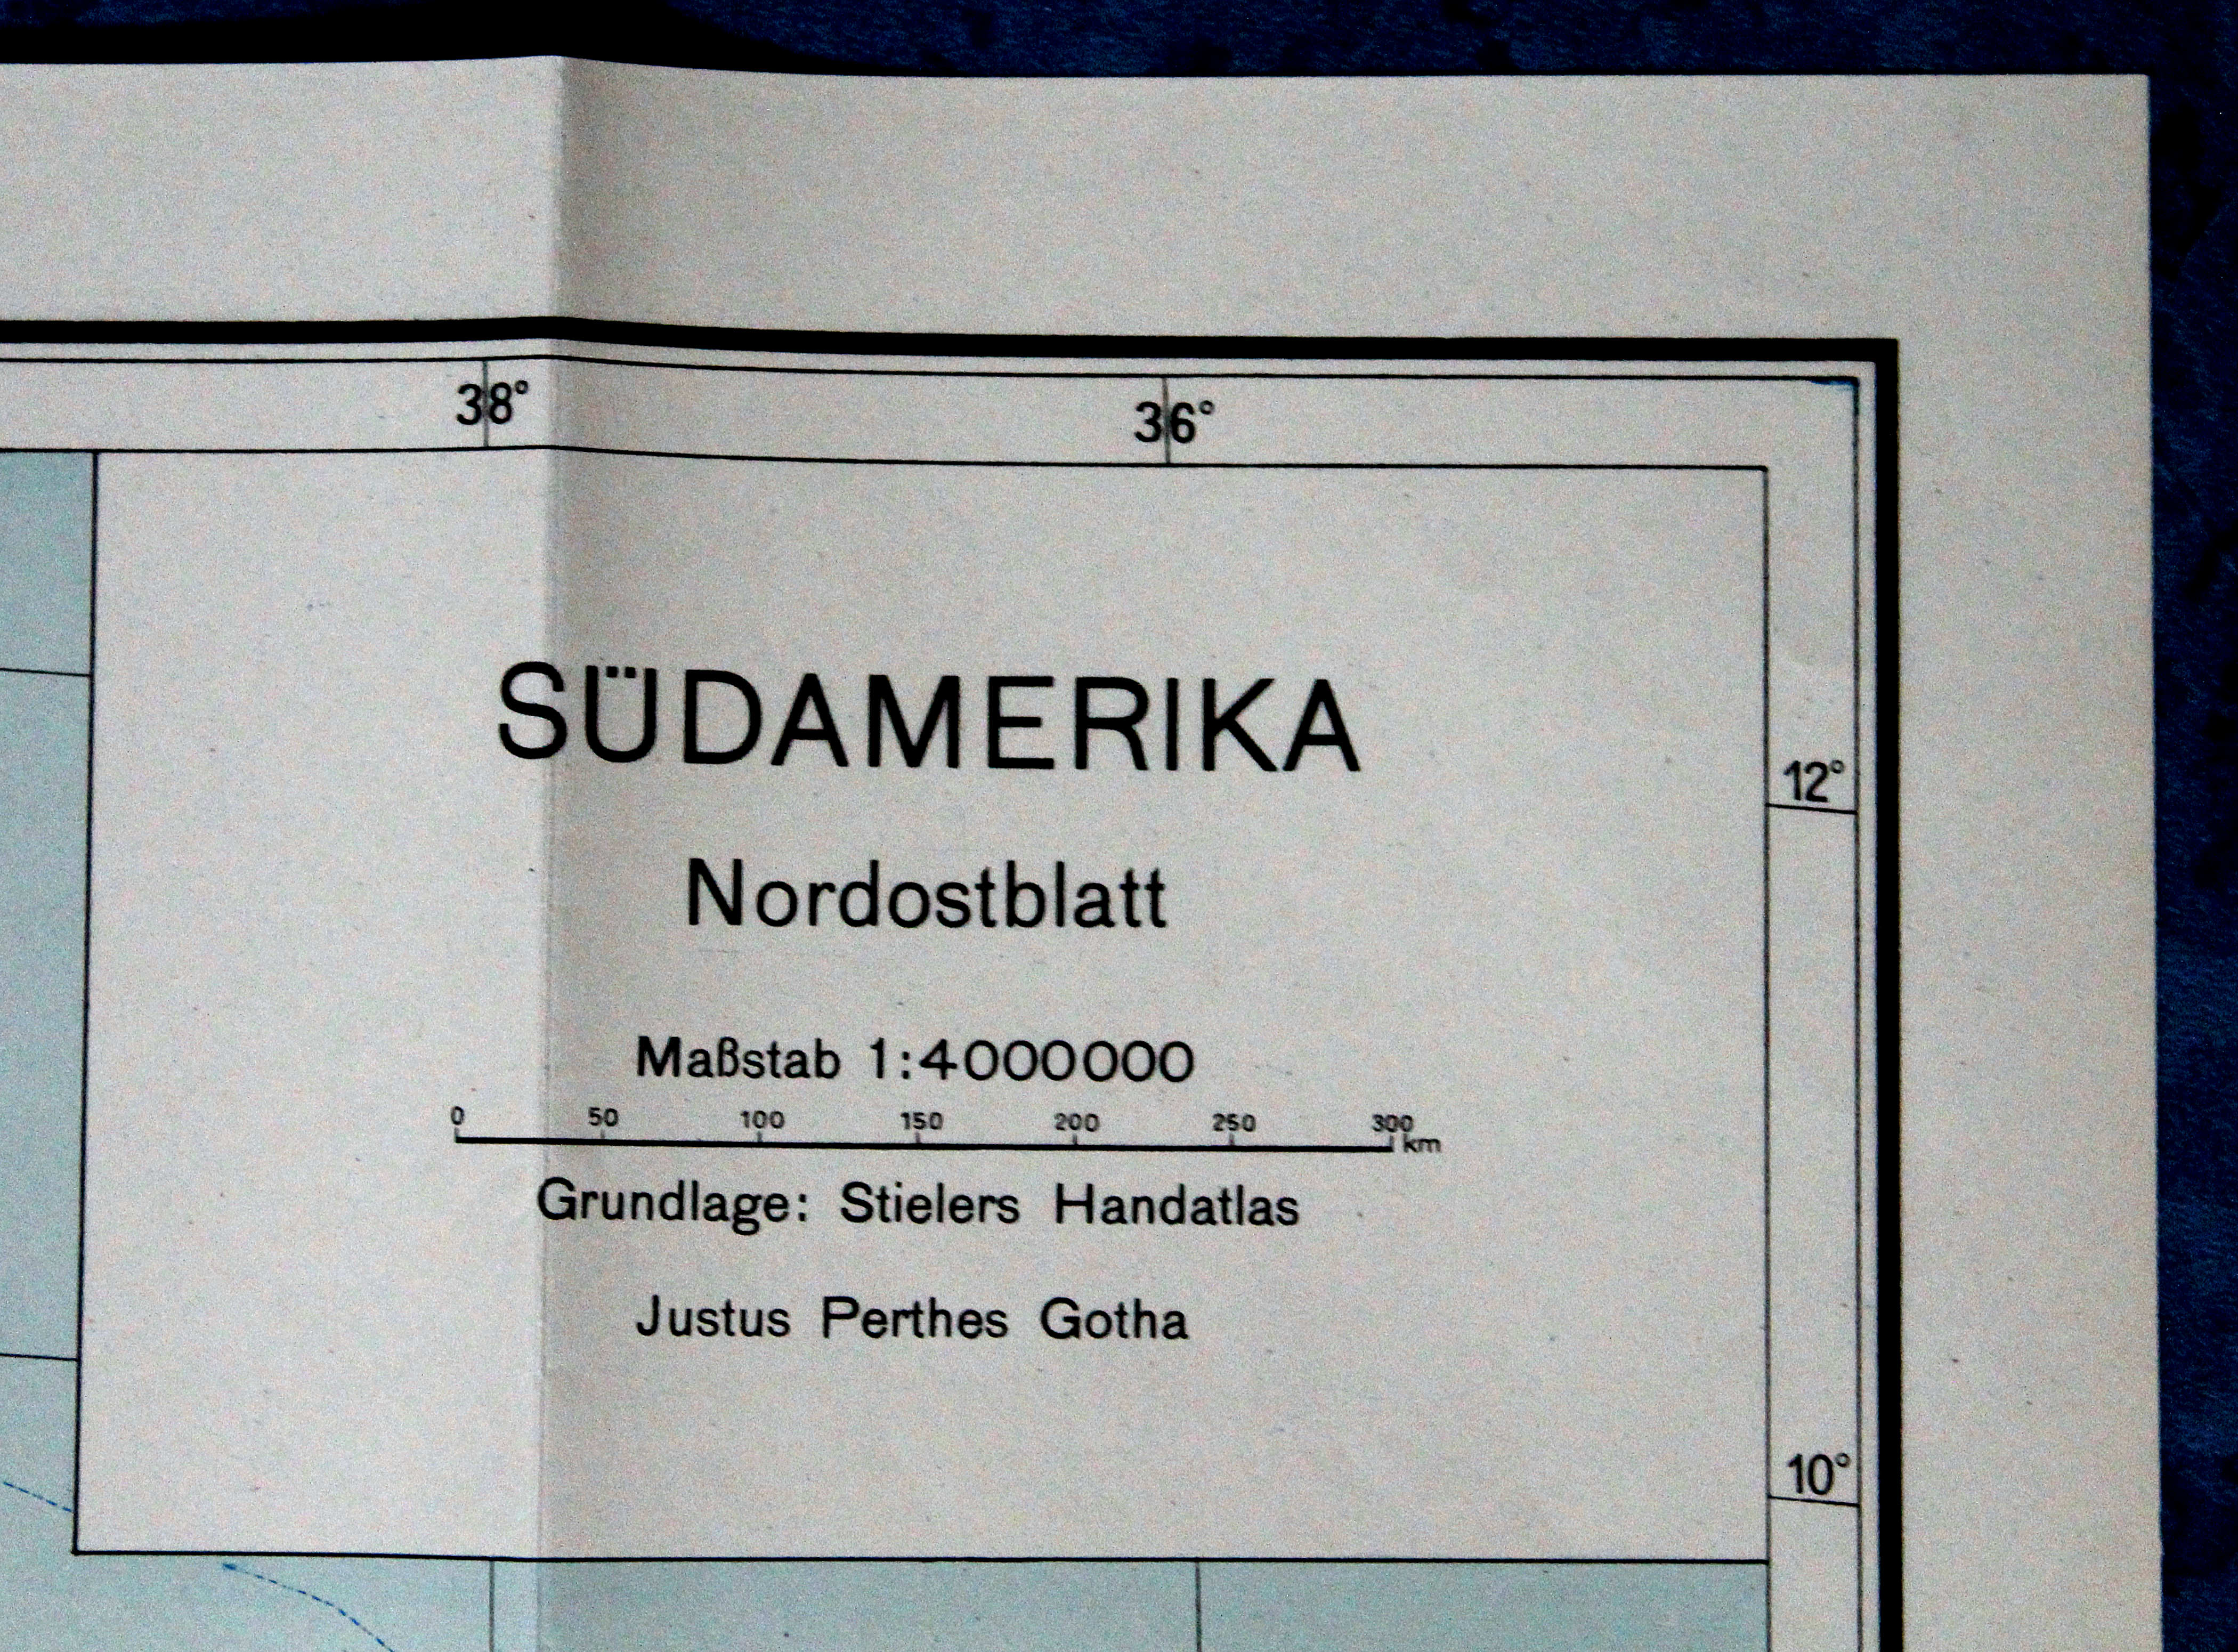 38° 36°
SÜDAMERIKA
12°
Nordostblatt
Maßstab 1:4000000
0 50 100 150 200 250 300
km
Grundlage: Stielers Handatlas
Justus Perthes Gotha
10°